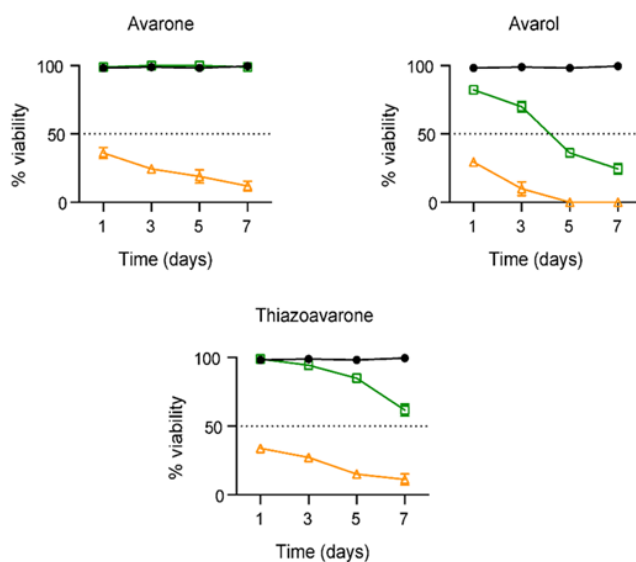 Avarone
100
50
0
% viability
1 3 5 7
Time (days)
Avarol
100
50
0
% viability
1 3 5 7
Time (days)
Thiazoavarone
100
50
0
% viability
1 3 5 7
Time (days)